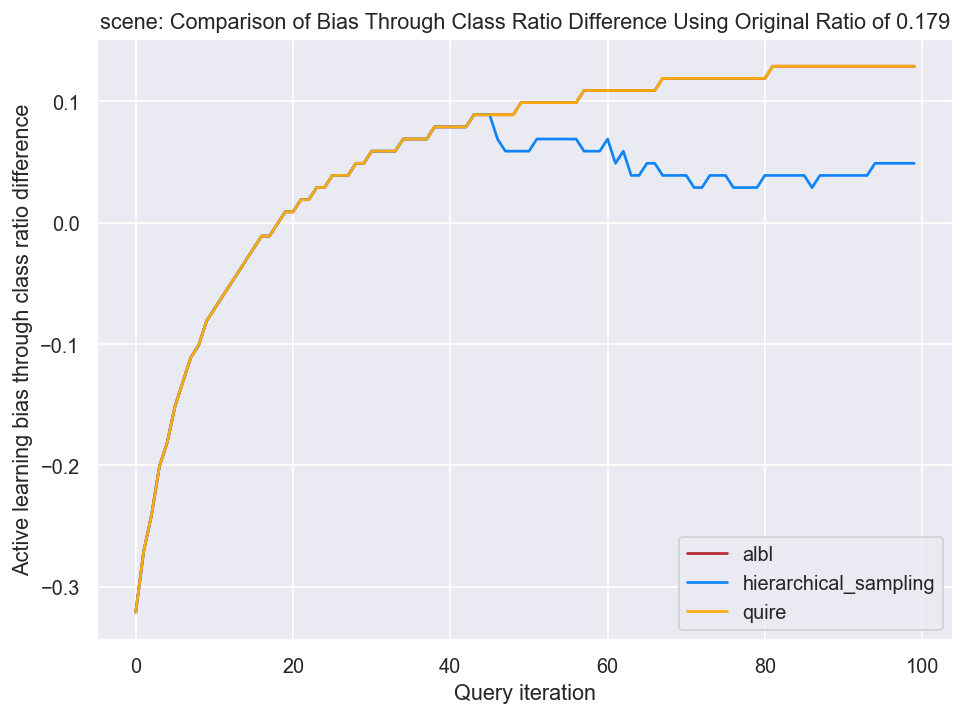 scene: Comparison of Bias Through Class Ratio Difference Using Original Ratio of 0.179
Active learning bias through class ratio difference
0.1
0.0
−0.1
−0.2
−0.3
albl
hierarchical_sampling
quire
0 20 40 60 80 100
Query iteration